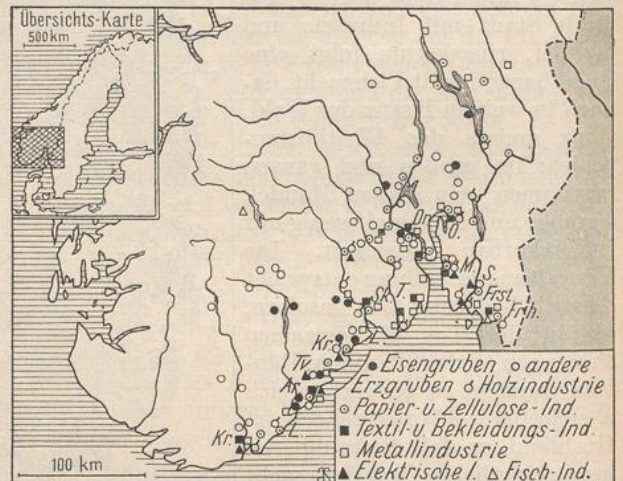 Übersichts-Karte
500 km
Dr.
O.
M.
S.
Sk.
T.
Frst.
Frh.
L.
Kr.
Tv.
Ar.
L.
Kr.
100 km
Eisengruben andere
Erzgruben Holzindustrie
Papier- u. Zellulose-Ind.
Textil- u. Bekleidungs-Ind.
Metallindustrie
Elektrische I. Fisch-Ind.